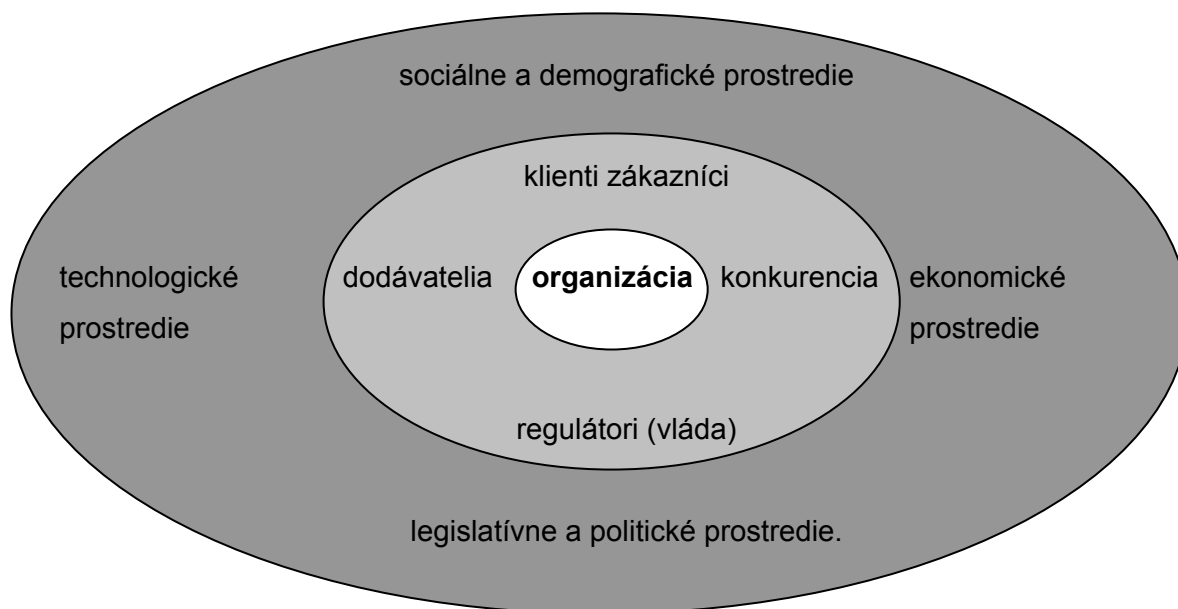 sociálne a demografické prostredie
klienti zákazníci
technologické
prostredie
dodávatelia
organizácia
konkurencia
ekonomické
prostredie
regulátori (vláda)
legislatívne a politické prostredie.